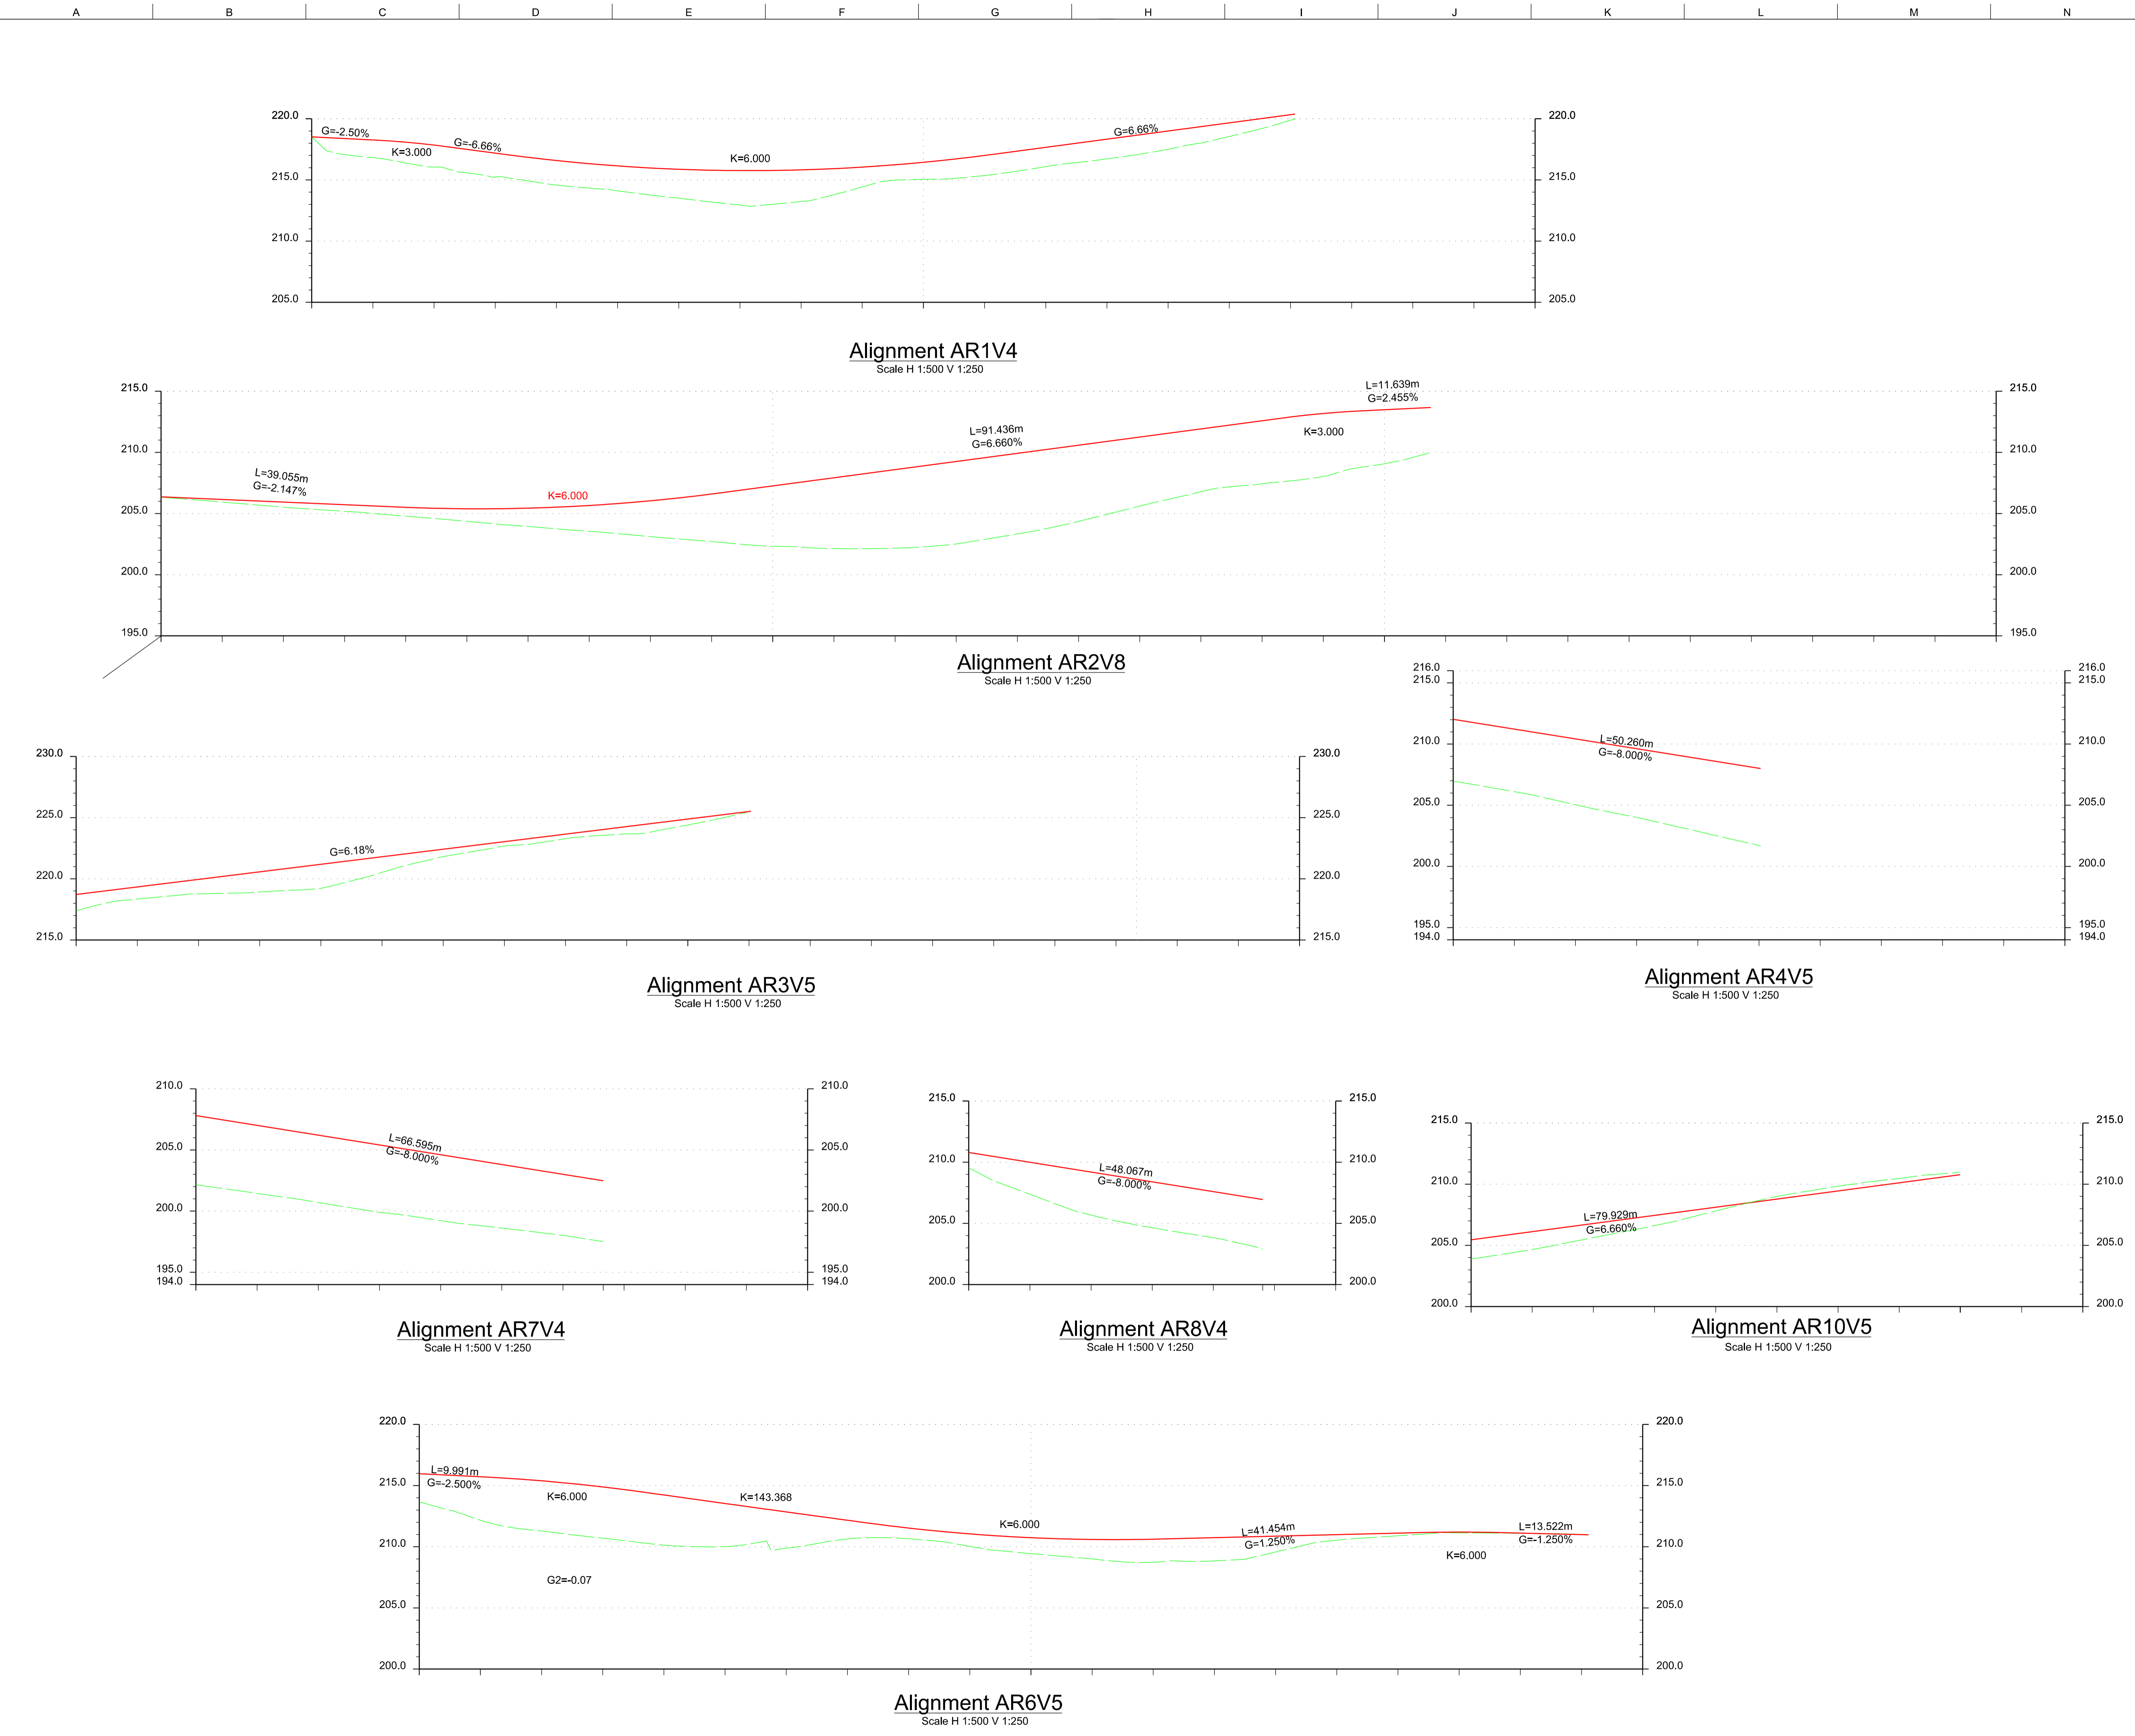 A B C D E F G H I J K L M N
220.0 220.0
G=-2.50% G=-6.66% G=6.66%
K=3.000 K=6.000
215.0 215.0
210.0 210.0
205.0 205.0
Alignment AR1V4
Scale H 1:500 V 1:250
215.0 215.0
L=11.639m
G=2.455%
L=91.436m
G=6.660%
K=3.000
210.0 210.0
L=39.055m
G=-2.147%
K=6.000
205.0 205.0
200.0 200.0
195.0 195.0
Alignment AR2V8
Scale H 1:500 V 1:250
230.0 230.0
225.0 225.0
G=6.18%
220.0 220.0
215.0 215.0
Alignment AR3V5
Scale H 1:500 V 1:250
216.0 216.0
215.0 215.0
L=50.260m
G=-8.000%
210.0 210.0
205.0 205.0
200.0 200.0
195.0 195.0
194.0 194.0
Alignment AR4V5
Scale H 1:500 V 1:250
210.0 210.0
L=66.595m
G=-8.000%
205.0 205.0
200.0 200.0
195.0 195.0
194.0 194.0
Alignment AR7V4
Scale H 1:500 V 1:250
215.0 215.0
210.0 210.0
L=48.067m
G=-8.000%
205.0 205.0
200.0 200.0
Alignment AR8V4
Scale H 1:500 V 1:250
215.0 215.0
210.0 210.0
L=79.929m
G=6.660%
205.0 205.0
200.0 200.0
Alignment AR10V5
Scale H 1:500 V 1:250
220.0 220.0
L=9.991m
G=-2.500%
215.0 215.0
K=6.000 K=143.368
K=6.000
L=41.454m
G=1.250%
L=13.522m
G=-1.250%
210.0 210.0
K=6.000
G2=-0.07
205.0 205.0
200.0 200.0
Alignment AR6V5
Scale H 1:500 V 1:250